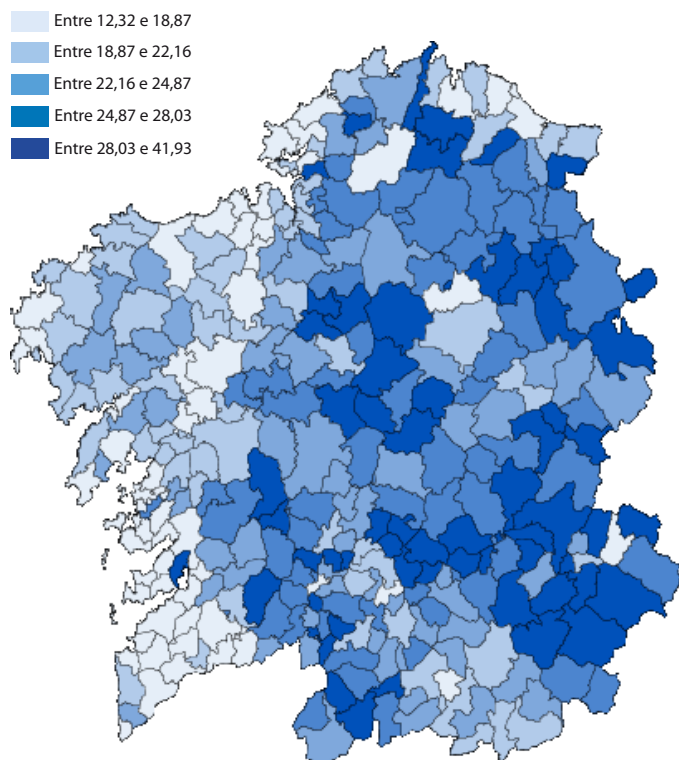 Entre 12,32 e 18,87
Entre 18,87 e 22,16
Entre 22,16 e 24,87
Entre 24,87 e 28,03
Entre 28,03 e 41,93